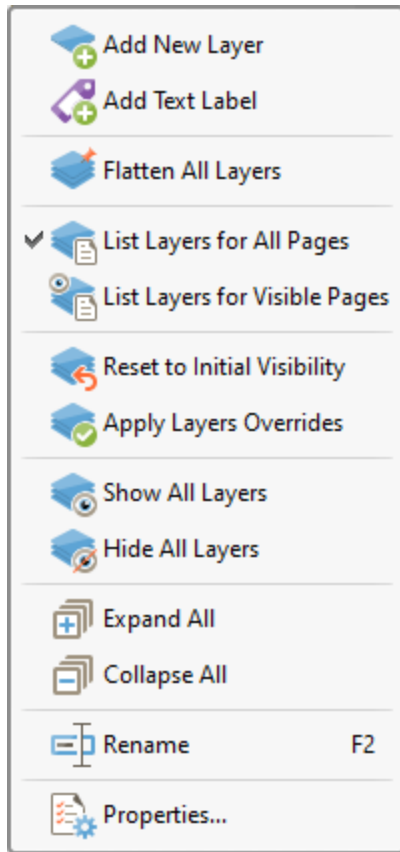 Add New Layer
Add Text Label
Flatten All Layers
List Layers for All Pages
List Layers for Visible Pages
Reset to Initial Visibility
Apply Layers Overrides
Show All Layers
Hide All Layers
Expand All
Collapse All
Rename F2
Properties...